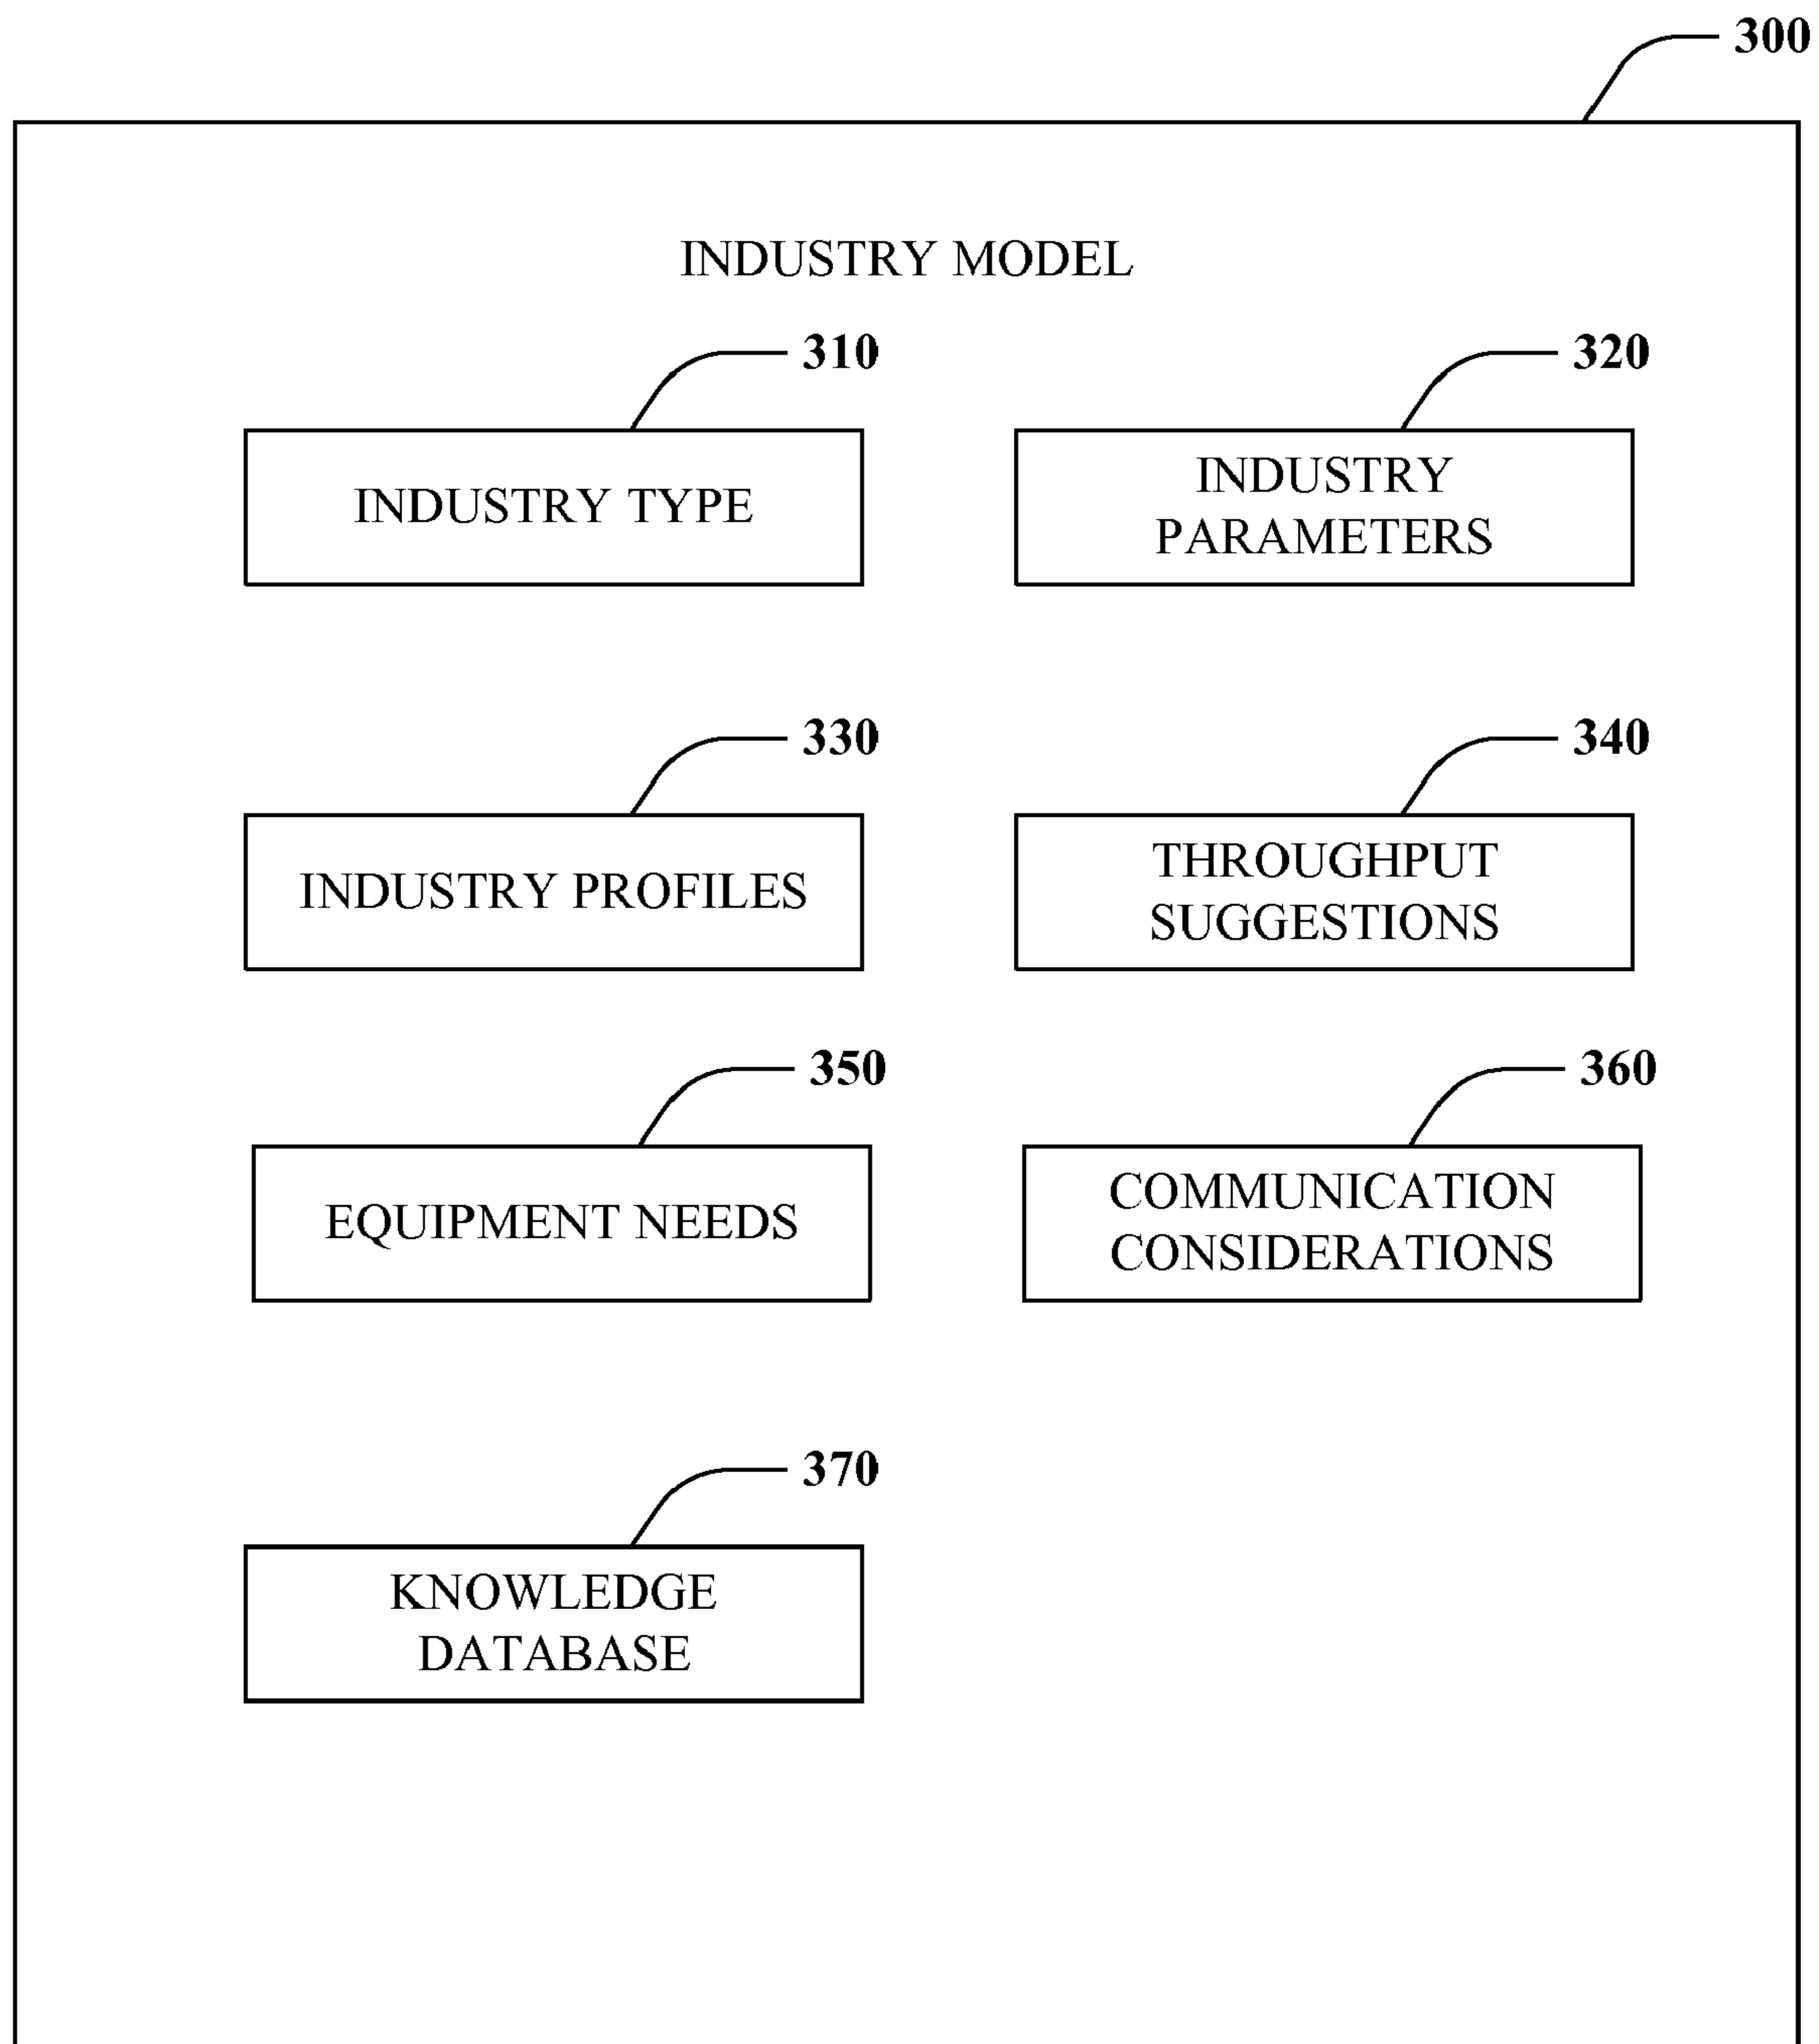 300
INDUSTRY MODEL
310
320
INDUSTRY TYPE
INDUSTRY
PARAMETERS
330
340
INDUSTRY PROFILES
THROUGHPUT
SUGGESTIONS
350
360
EQUIPMENT NEEDS
COMMUNICATION
CONSIDERATIONS
370
KNOWLEDGE
DATABASE